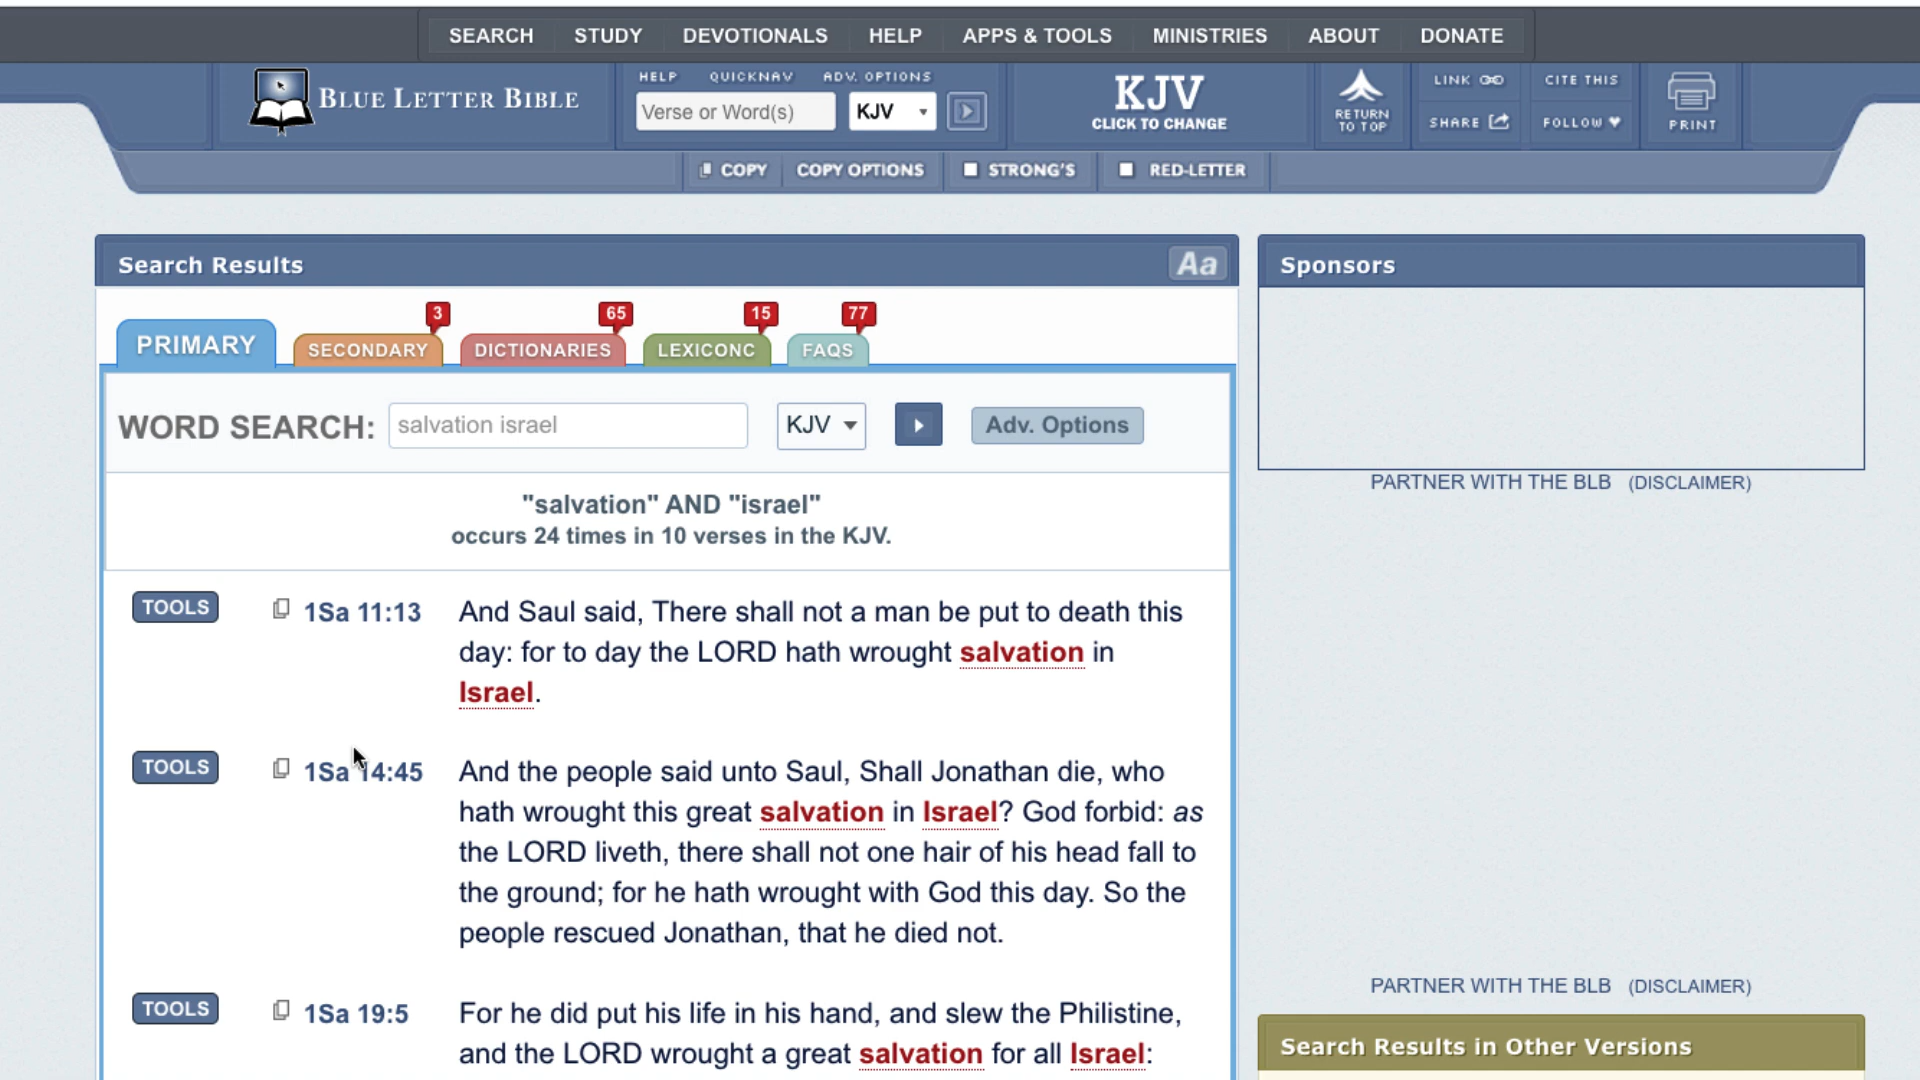 SEARCH STUDY DEVOTIONALS HELP APPS & TOOLS MINISTRIES ABOUT DONATE
HELP QUICKNAV ADV. OPTIONS
BLUE LETTER BIBLE
Verse or Word(s) KJV
KJV
CLICK TO CHANGE
RETURN
TO TOP
LINK
SHARE
CITE THIS
FOLLOW
PRINT
COPY COPY OPTIONS STRONG'S RED-LETTER
Search Results Aa
3 65 15 77
PRIMARY SECONDARY DICTIONARIES LEXICONC FAQS
WORD SEARCH: salvation israel KJV Adv. Options
"salvation" AND "israel"
occurs 24 times in 10 verses in the KJV.
TOOLS 1Sa 11:13 And Saul said, There shall not a man be put to death this
day: for to day the LORD hath wrought salvation in
Israel.
TOOLS 1Sa 14:45 And the people said unto Saul, Shall Jonathan die, who
hath wrought this great salvation in Israel? God forbid: as
the LORD liveth, there shall not one hair of his head fall to
the ground; for he hath wrought with God this day. So the
people rescued Jonathan, that he died not.
TOOLS 1Sa 19:5 For he did put his life in his hand, and slew the Philistine,
and the LORD wrought a great salvation for all Israel:
Sponsors
PARTNER WITH THE BLB (DISCLAIMER)
PARTNER WITH THE BLB (DISCLAIMER)
Search Results in Other Versions